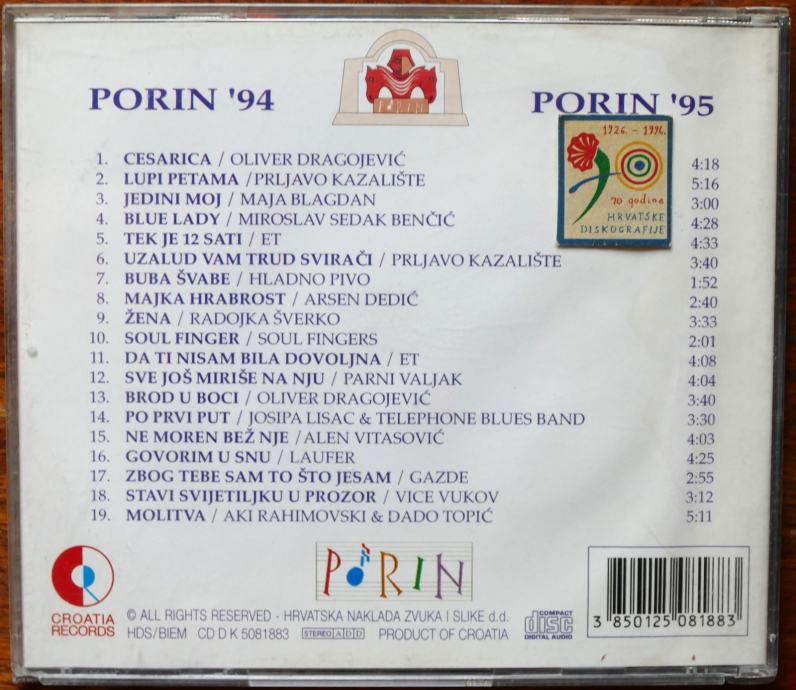 PORIN '94
PORIN
PORIN '95
1926. - 1996.
70 godina
HRVATSKE
DISKOGRAFIJE
1. CESARICA / OLIVER DRAGOJEVIĆ 4:18
2. LUPI PETAMA /PRLJAVO KAZALIŠTE 5:16
3. JEDINI MOJ / MAJA BLAGDAN 3:00
4. BLUE LADY / MIROSLAV SEDAK BENČIĆ 4:28
5. TEK JE 12 SATI / ET 4:33
6. UZALUD VAM TRUD SVIRAČI / PRLJAVO KAZALIŠTE 3:40
7. BUBA ŠVABE / HLADNO PIVO 1:52
8. MAJKA HRABROST / ARSEN DEDIĆ 2:40
9. ŽENA / RADOJKA ŠVERKO 3:33
10. SOUL FINGER / SOUL FINGERS 2:01
11. DA TI NISAM BILA DOVOLJNA / ET 4:08
12. SVE JOŠ MIRIŠE NA NJU / PARNI VALJAK 4:04
13. BROD U BOCI / OLIVER DRAGOJEVIĆ 3:40
14. PO PRVI PUT / JOSIPA LISAC & TELEPHONE BLUES BAND 3:30
15. NE MOREN BEŽ NJE /ALEN VITASOVIĆ 4:03
16. GOVORIM U SNU / LAUFER 4:25
17. ZBOG TEBE SAM TO ŠTO JESAM / GAZDE 2:55
18. STAVI SVIJETILJKU U PROZOR / VICE VUKOV 3:12
19. MOLITVA / AKI RAHIMOVSKI & DADO TOPIĆ 5:11
CROATIA
RECORDS
PORIN
© ALL RIGHTS RESERVED - HRVATSKA NAKLADA ZVUKA I SLIKE d.d.
HDS/BIEM CD D K 5081883 STEREO ADD PRODUCT OF CROATIA
COMPACT
disc
DIGITAL AUDIO
3 850125 081883